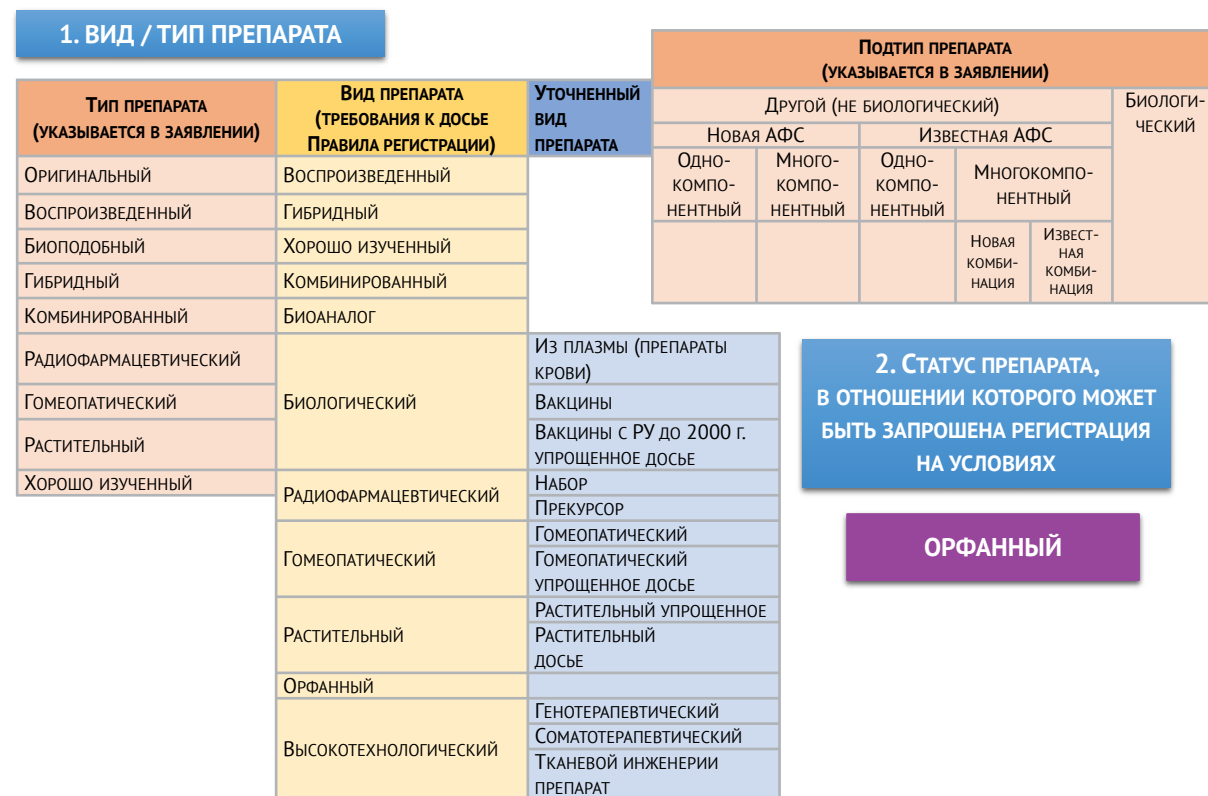 1. ВИД / ТИП ПРЕПАРАТА
Тип препарата
(указывается в заявлении)
Вид препарата
(требования к досье
Правила регистрации)
Уточненный
вид
препарата
Оригинальный
Воспроизведенный
Воспроизведенный
Гибридный
Биоподобный
Хорошо изученный
Гибридный
Комбинированный
Комбинированный
Биоаналог
Радиофармацевтический
Гомеопатический
Растительный
Хорошо изученный
Биологический
Из плазмы (препараты
крови)
Вакцины
Вакцины с РУ до 2000 г.
упрощенное досье
Радиофармацевтический
Набор
Прекурсор
Гомеопатический
Гомеопатический
Гомеопатический
упрощенное досье
Растительный
Растительный упрощенное
Растительный
досье
Орфанный
Высокотехнологический
Генотерапевтический
Соматотерапевтический
Тканевой инженерии
препарат
Подтип препарата
(указывается в заявлении)
Другой (не биологический)
Биологи-
ческий
Новая АФС
Известная АФС
Одно-
компо-
нентный
Много-
компо-
нентный
Одно-
компо-
нентный
Многокомпо-
нентный
Новая
комби-
нация
Извест-
ная
комби-
нация
2. Статус препарата,
в отношении которого может
быть запрошена регистрация
на условиях
ОРФАННЫЙ